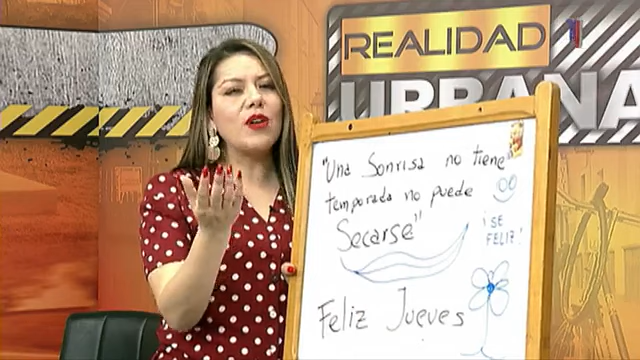 REALIDAD
URBANA
"Una Sonrisa no tiene
temporada no puede
Secarse"
¡SE
FELIZ!
Feliz Jueves